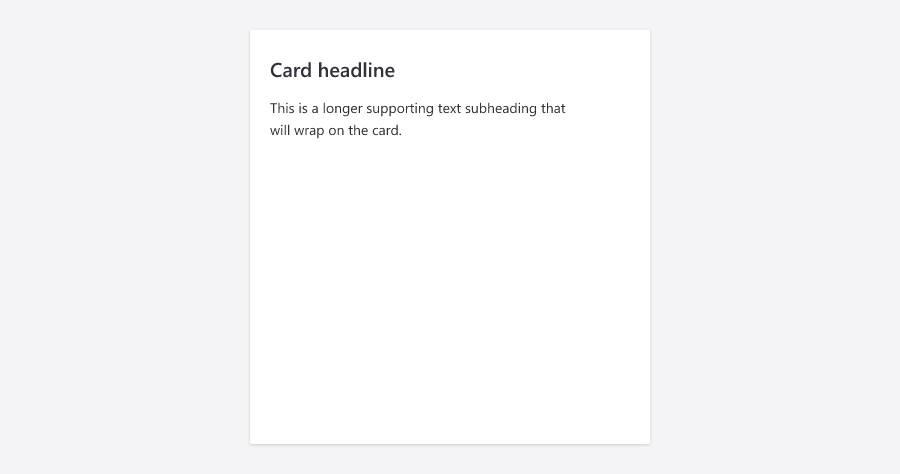 Card headline
This is a longer supporting text subheading that
will wrap on the card.